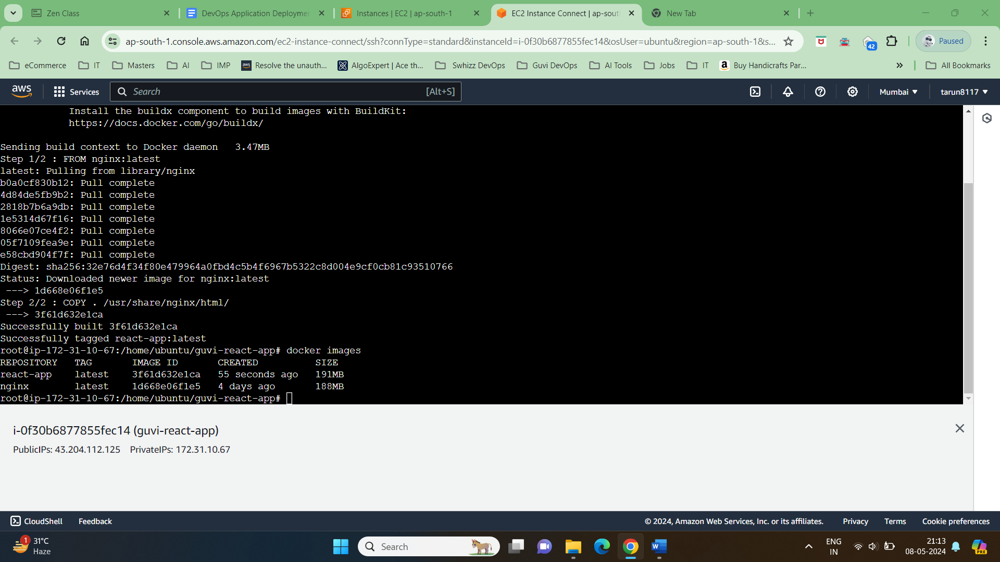 Zen Class
DevOps Application Deploymen
Instances | EC2 | ap-south-1
EC2 Instance Connect | ap-sout
New Tab
ap-south-1.console.aws.amazon.com/ec2-instance-connect/ssh?connType=standard&instanceId=i-0f30b6877855fec14&osUser=ubuntu&region=ap-south-1&s...
42
Paused
eCommerce
IT
Masters
AI
IMP
aws Resolve the unauth...
AlgoExpert | Ace th...
Swhizz DevOps
Guvi DevOps
AI Tools
Jobs
IT
a Buy Handicrafts Par...
All Bookmarks
aws
Services
Search
[Alt+S]
Mumbai
tarun8117
Install the buildx component to build images with BuildKit:
https://docs.docker.com/go/buildx/
Sending build context to Docker daemon 3.47MB
Step 1/2 : FROM nginx:latest
latest: Pulling from library/nginx
b0a0cf830b12: Pull complete
4d84de5fb9b2: Pull complete
2818b7b6a9db: Pull complete
1e5314d67f16: Pull complete
8066e07ce4f2: Pull complete
05f7109fea9e: Pull complete
e58cbd904f7f: Pull complete
Digest: sha256:32e76d4f34f80e479964a0fbd4c5b4f6967b5322c8d004e9cf0cb81c93510766
Status: Downloaded newer image for nginx:latest
---> 1d668e06f1e5
Step 2/2 : COPY . /usr/share/nginx/html/
---> 3f61d632e1ca
Successfully built 3f61d632e1ca
Successfully tagged react-app:latest
root@ip-172-31-10-67:/home/ubuntu/guvi-react-app# docker images
REPOSITORY TAG IMAGE ID CREATED SIZE
react-app latest 3f61d632e1ca 55 seconds ago 191MB
nginx latest 1d668e06f1e5 4 days ago 188MB
root@ip-172-31-10-67:/home/ubuntu/guvi-react-app#
i-0f30b6877855fec14 (guvi-react-app)
PublicIPs: 43.204.112.125 PrivateIPs: 172.31.10.67
CloudShell
Feedback
© 2024, Amazon Web Services, Inc. or its affiliates.
Privacy
Terms
Cookie preferences
1
31°C
Haze
Search
W
ENG
IN
21:13
08-05-2024
PRE